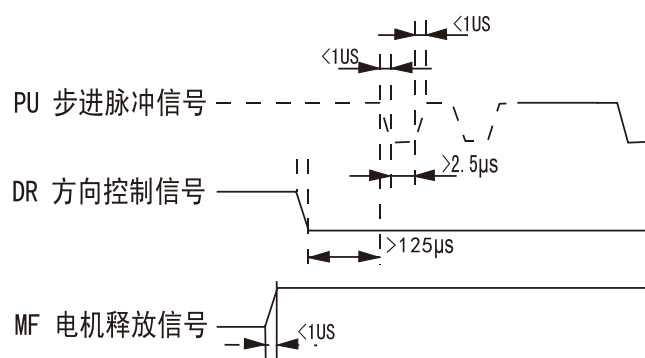 <1US
<1US
PU 步进脉冲信号
>2.5μs
DR 方向控制信号
>125μs
MF 电机释放信号
<1US